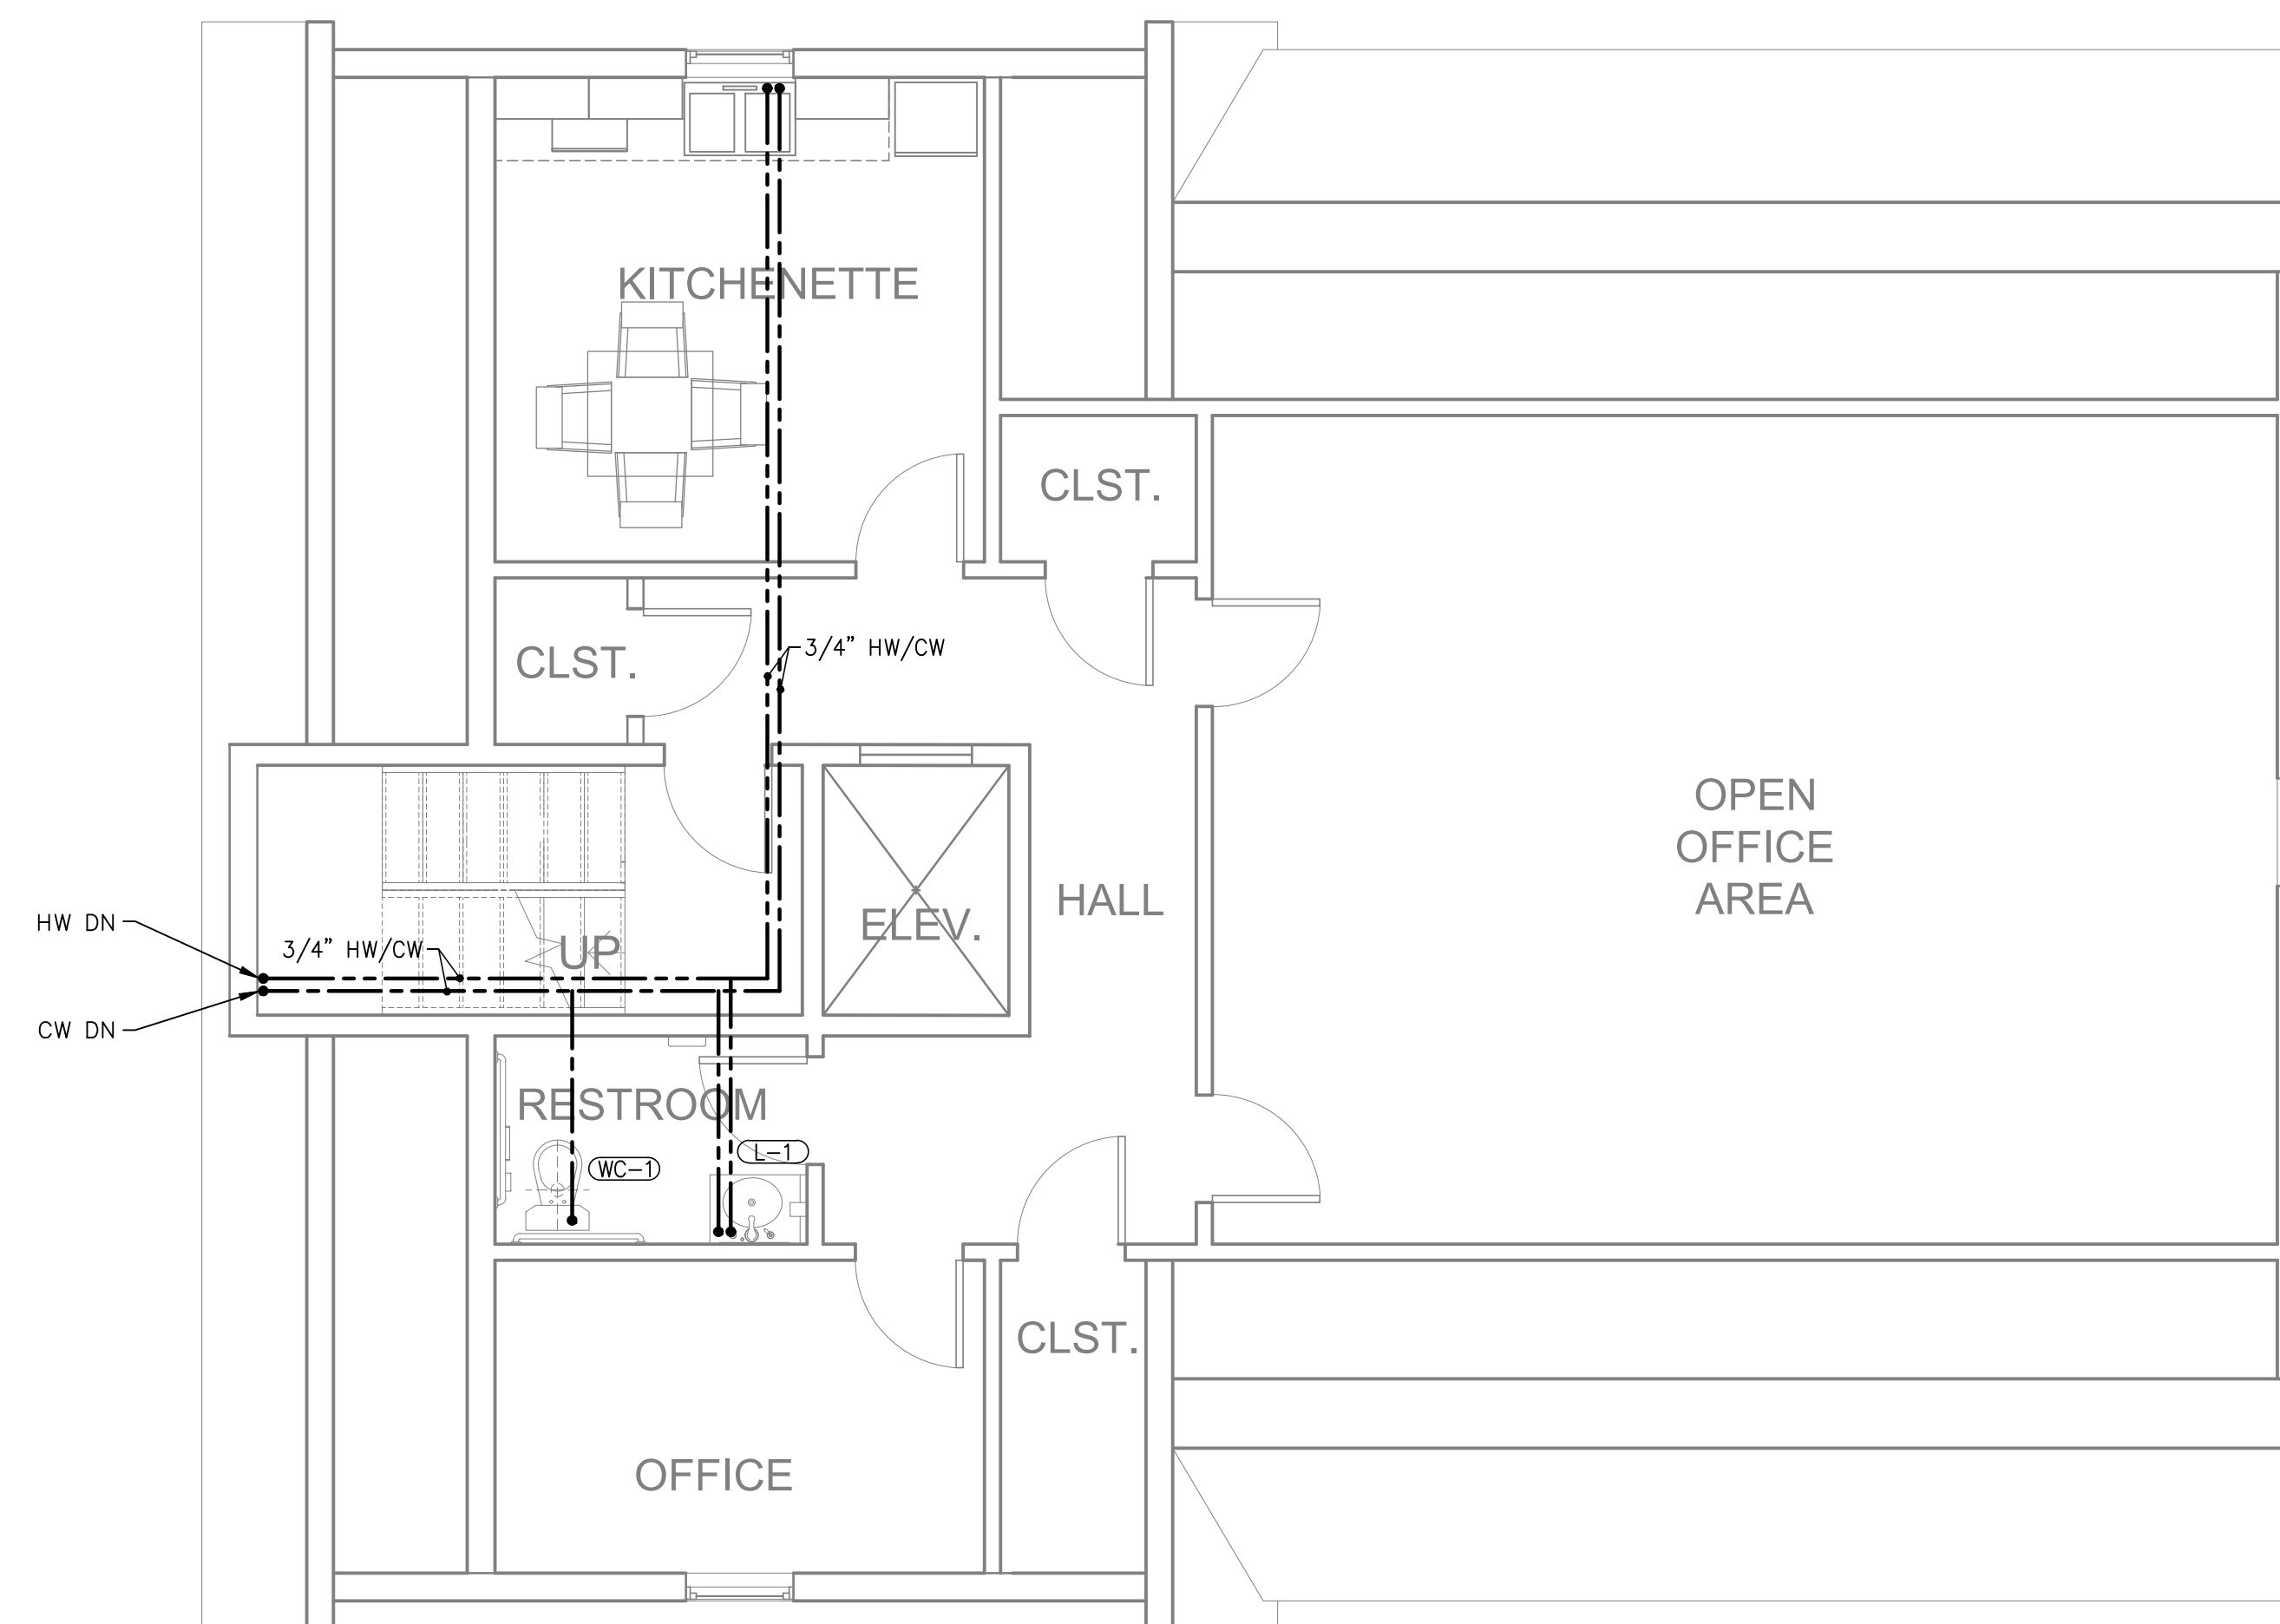 KITCHENETTE
CLST.
3/4" HW/CW
CLST.
OPEN
OFFICE
AREA
HALL
ELEV.
HW DN
3/4" HW/CW
UP
CW DN
RESTROOM
L-1
WC-1
CLST.
OFFICE